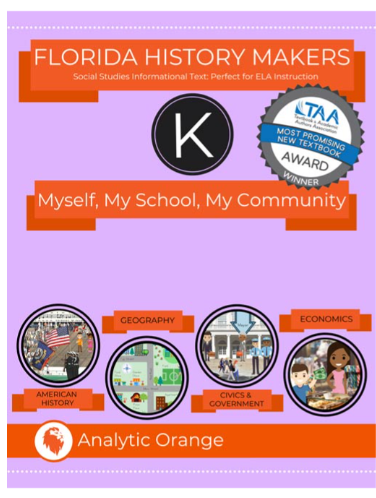 FLORIDA HISTORY MAKERS
Social Studies Informational Text: Perfect for ELA Instruction
K
TAA
Textbook & Academic
Authors Association
MOST PROMISING
NEW TEXTBOOK
AWARD
WINNER
Myself, My School, My Community
GEOGRAPHY
ECONOMICS
AMERICAN
HISTORY
CIVICS &
GOVERNMENT
Analytic Orange